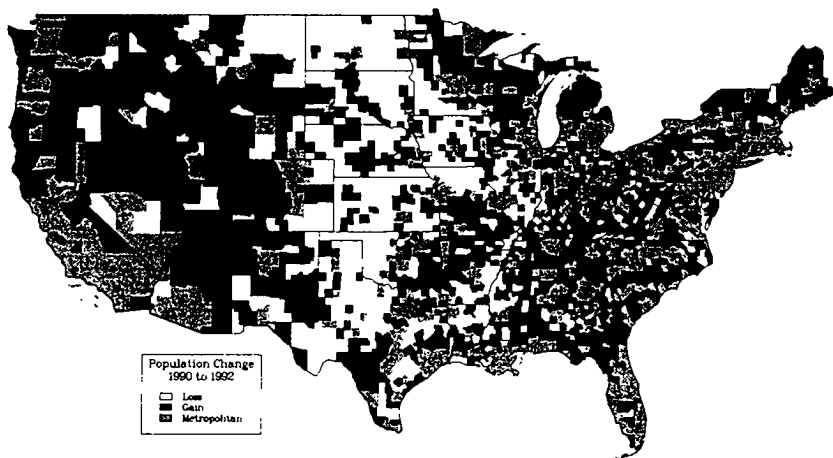 Population Change
1990 to 1992
Loss
Gain
Metropolitan